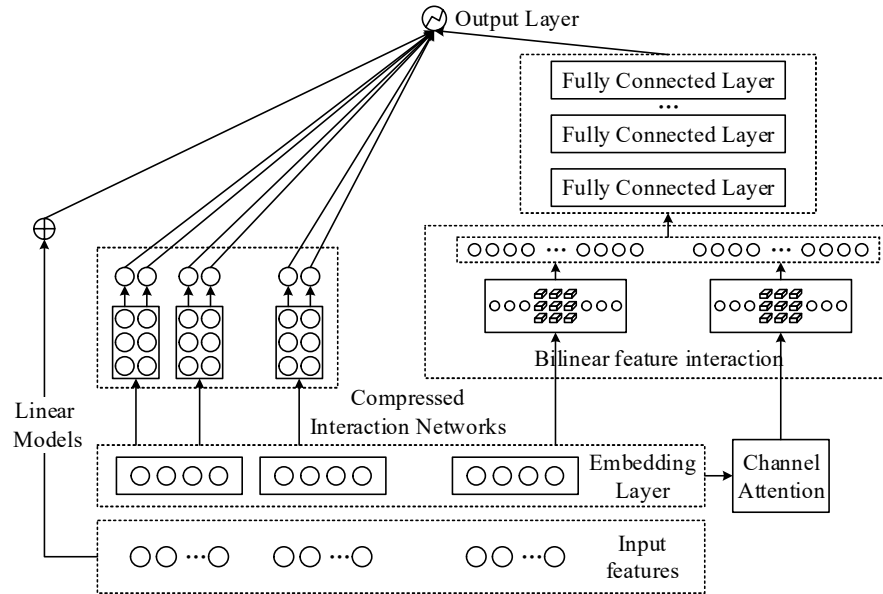 Output Layer
Fully Connected Layer
...
Fully Connected Layer
Fully Connected Layer
... ...
Bilinear feature interaction
Linear
Models
Compressed
Interaction Networks
Embedding
Layer
Channel
Attention
... ... ...
Input
features